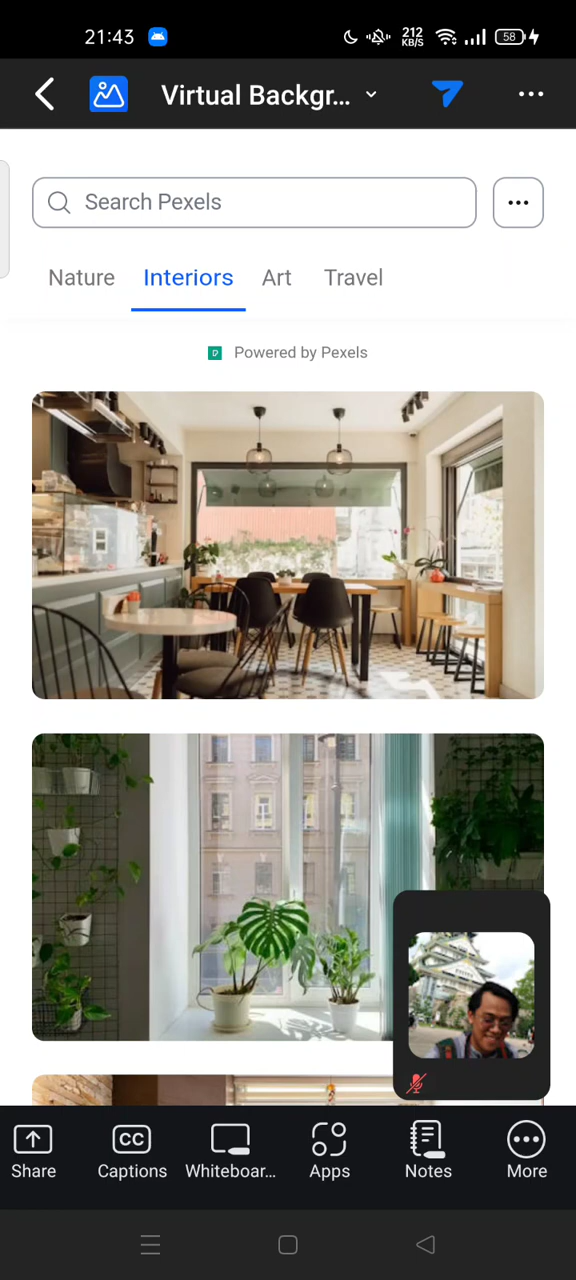 21:43
212
KB/S
58
Virtual Backgr...
Search Pexels
Nature
Interiors
Art
Travel
Powered by Pexels
CC
Share
Captions
Whiteboar...
Apps
Notes
More